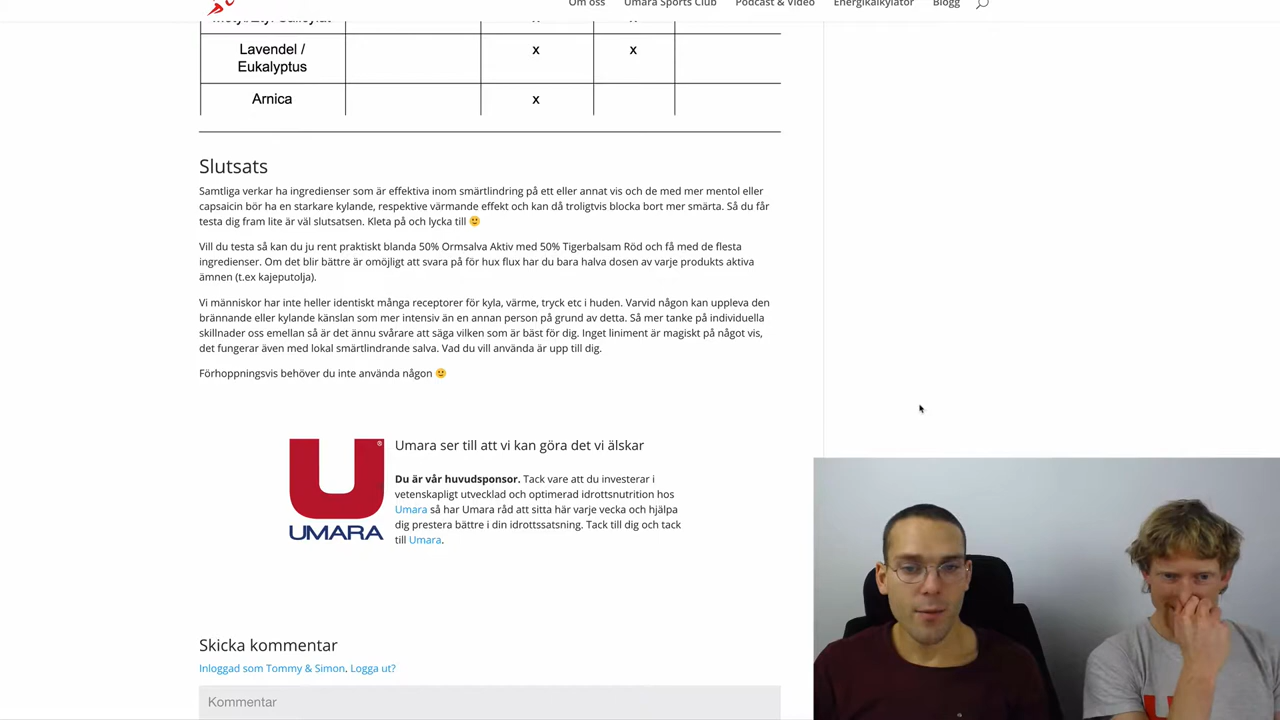 Om oss Umara Sports Club Podcast & Video Energikalkylator Blogg
Lavendel / x x
Eukalyptus
Arnica x
Slutsats
Samtliga verkar ha ingredienser som är effektiva inom smärtlindring på ett eller annat vis och de med mer mentol eller
capsaicin bör ha en starkare kylande, respektive värmande effekt och kan då troligtvis blocka bort mer smärta. Så du får
testa dig fram lite är väl slutsatsen. Kleta på och lycka till 🙂
Vill du testa så kan du ju rent praktiskt blanda 50% Ormsalva Aktiv med 50% Tigerbalsam Röd och få med de flesta
ingredienser. Om det blir bättre är omöjligt att svara på för hux flux har du bara halva dosen av varje produkts aktiva
ämnen (t.ex kajeputolja).
Vi människor har inte heller identiskt många receptorer för kyla, värme, tryck etc i huden. Varvid någon kan uppleva den
brännande eller kylande känslan som mer intensiv än en annan person på grund av detta. Så mer tanke på individuella
skillnader oss emellan så är det ännu svårare att säga vilken som är bäst för dig. Inget liniment är magiskt på något vis,
det fungerar även med lokal smärtlindrande salva. Vad du vill använda är upp till dig.
Förhoppningsvis behöver du inte använda någon 🙂
U®
UMARA
Umara ser till att vi kan göra det vi älskar
Du är vår huvudsponsor. Tack vare att du investerar i
vetenskapligt utvecklad och optimerad idrottsnutrition hos
Umara så har Umara råd att sitta här varje vecka och hjälpa
dig prestera bättre i din idrottssatsning. Tack till dig och tack
till Umara.
Skicka kommentar
Inloggad som Tommy & Simon. Logga ut?
Kommentar